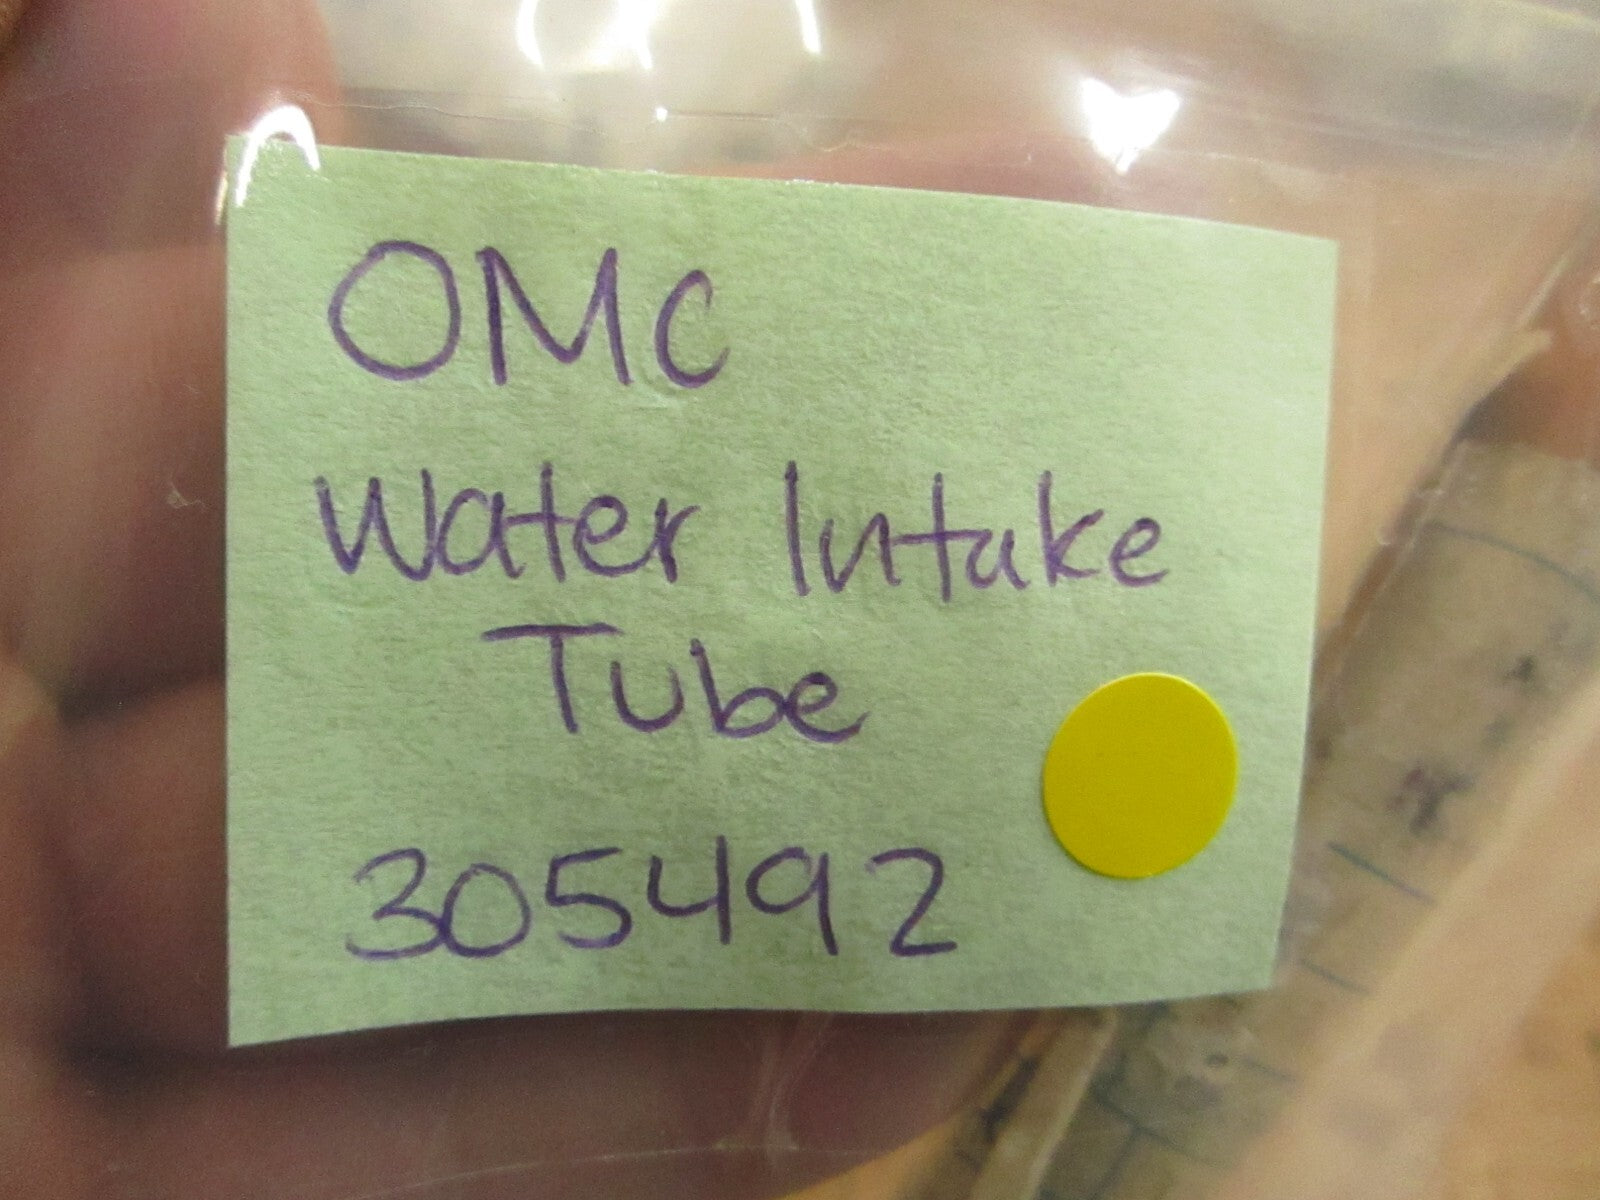 OMC
Water Intake
Tube
305492